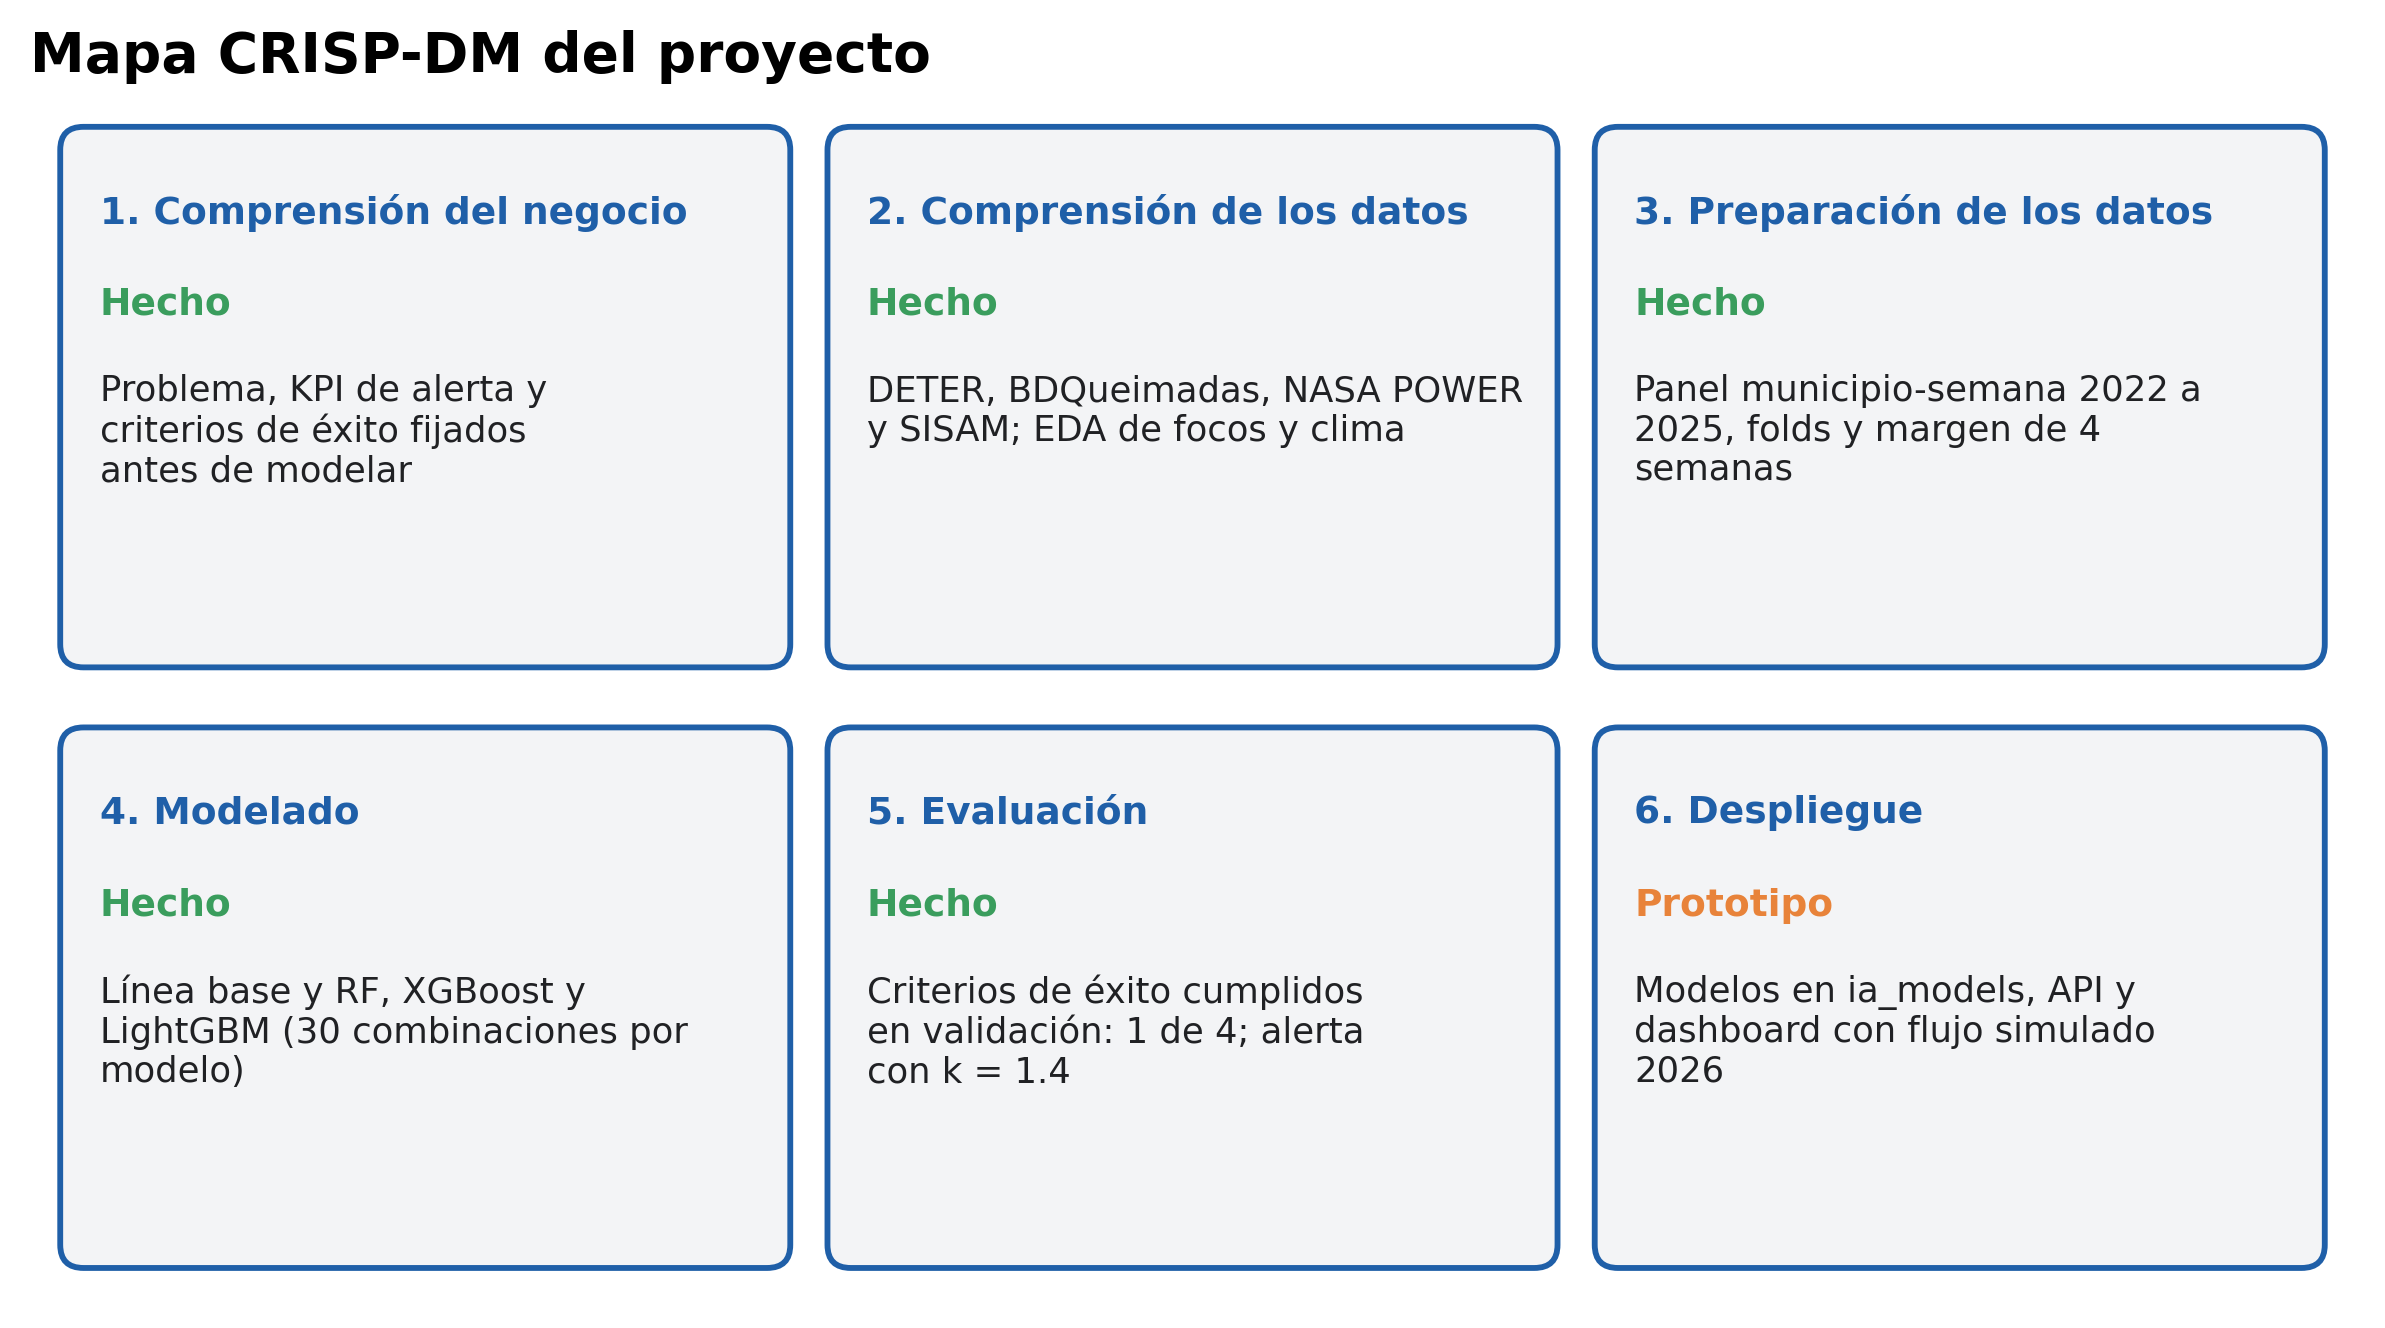 Mapa CRISP-DM del proyecto
1. Comprensión del negocio
Hecho
Problema, KPI de alerta y
criterios de éxito fijados
antes de modelar
2. Comprensión de los datos
Hecho
DETER, BDQueimadas, NASA POWER
y SISAM; EDA de focos y clima
3. Preparación de los datos
Hecho
Panel municipio-semana 2022 a
2025, folds y margen de 4
semanas
4. Modelado
Hecho
Línea base y RF, XGBoost y
LightGBM (30 combinaciones por
modelo)
5. Evaluación
Hecho
Criterios de éxito cumplidos
en validación: 1 de 4; alerta
con k = 1.4
6. Despliegue
Prototipo
Modelos en ia_models, API y
dashboard con flujo simulado
2026